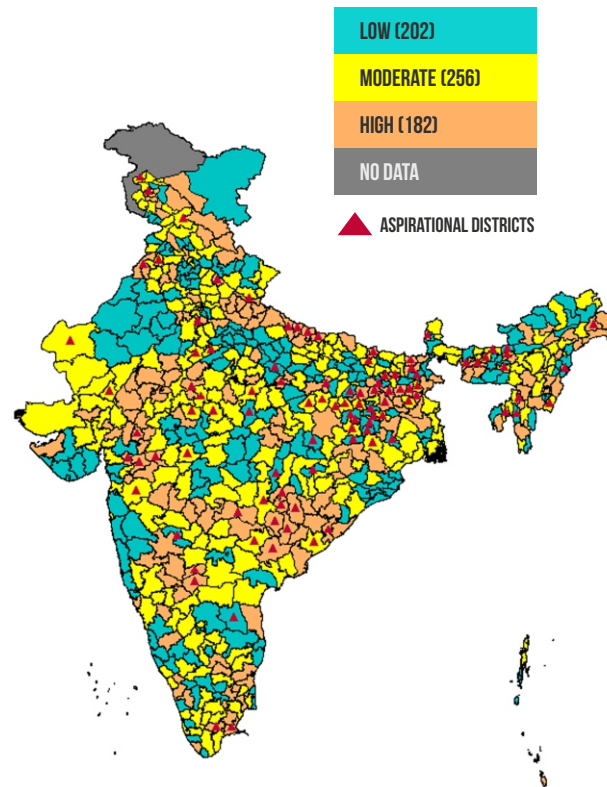 LOW (202)
MODERATE (256)
HIGH (182)
NO DATA
ASPIRATIONAL DISTRICTS